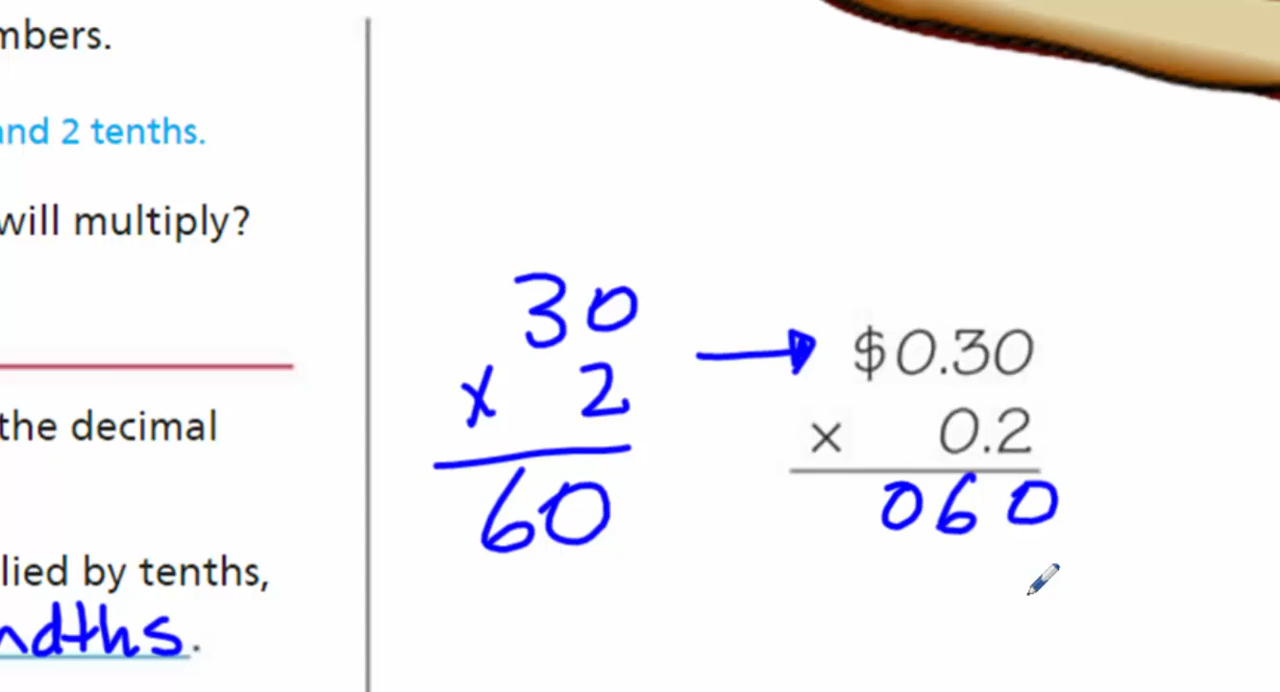 mbers.
and 2 tenths.
will multiply?
the decimal
lied by tenths,
ndths.
30
x 2
60
→
$0.30
× 0.2
060